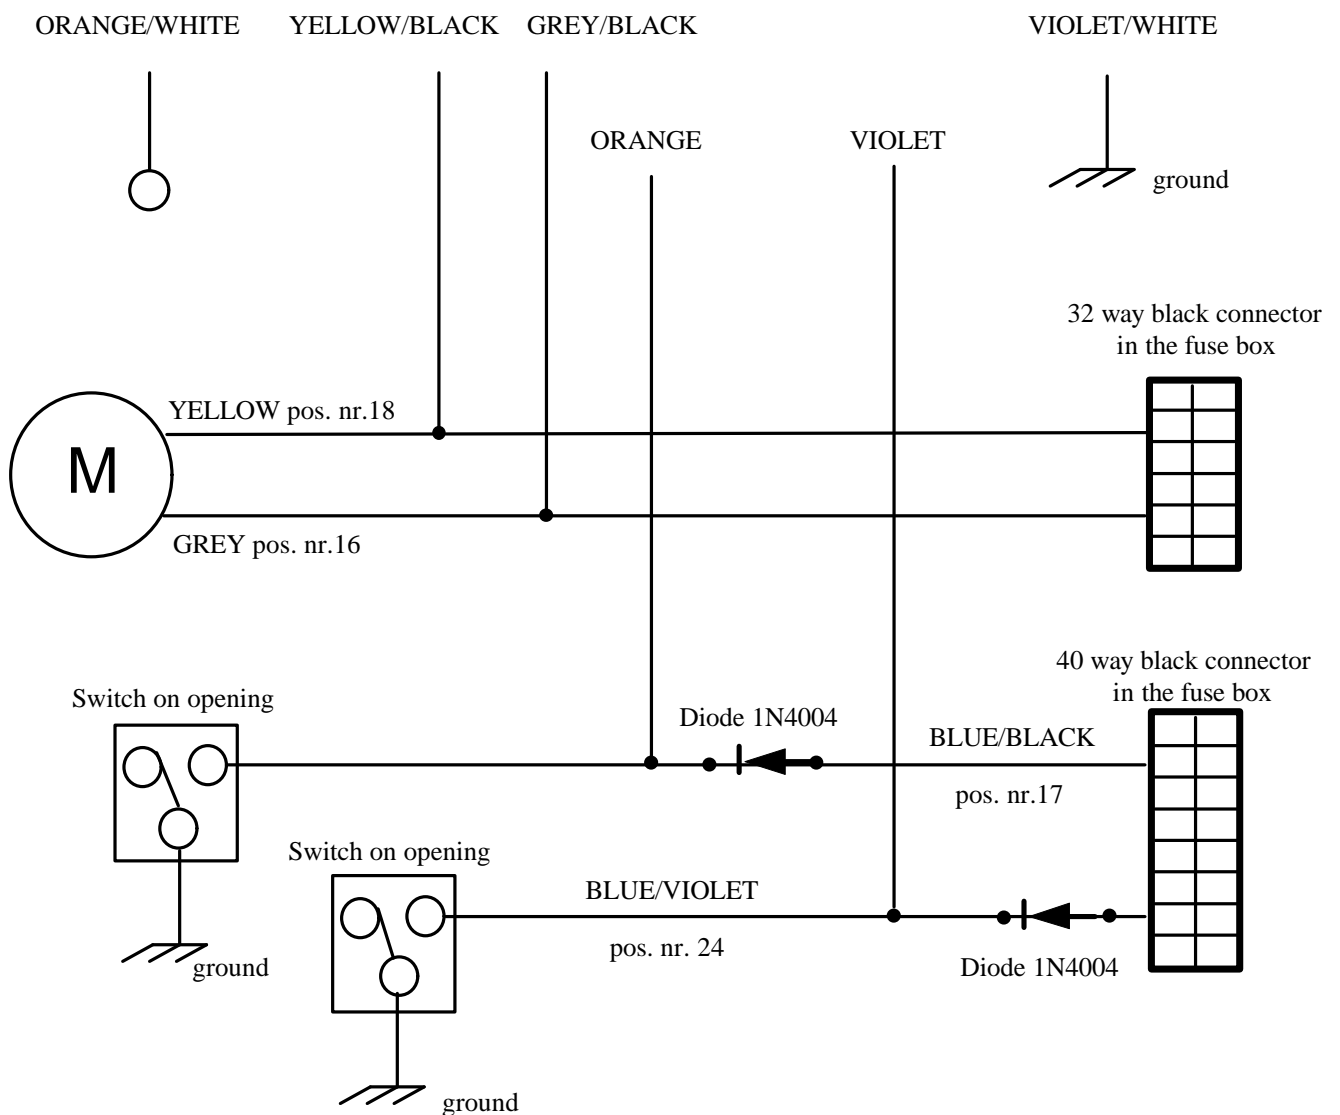 ORANGE/WHITE
YELLOW/BLACK
GREY/BLACK
VIOLET/WHITE
ORANGE
VIOLET
ground
32 way black connector
in the fuse box
YELLOW pos. nr.18
M
GREY pos. nr.16
40 way black connector
in the fuse box
Switch on opening
Diode 1N4004
BLUE/BLACK
pos. nr.17
Switch on opening
BLUE/VIOLET
pos. nr. 24
ground
Diode 1N4004
ground